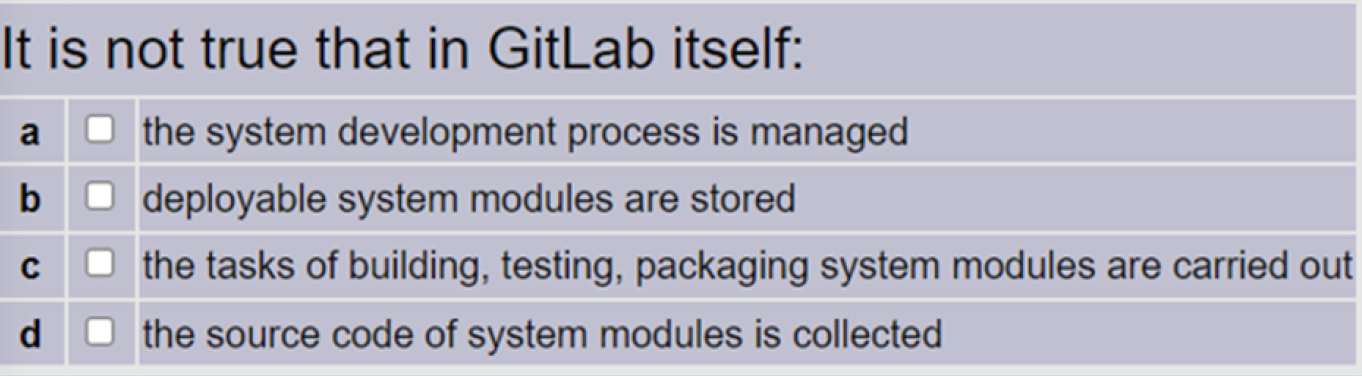 It is not true that in GitLab itself:
a the system development process is managed
b deployable system modules are stored
c the tasks of building, testing, packaging system modules are carried out
d the source code of system modules is collected